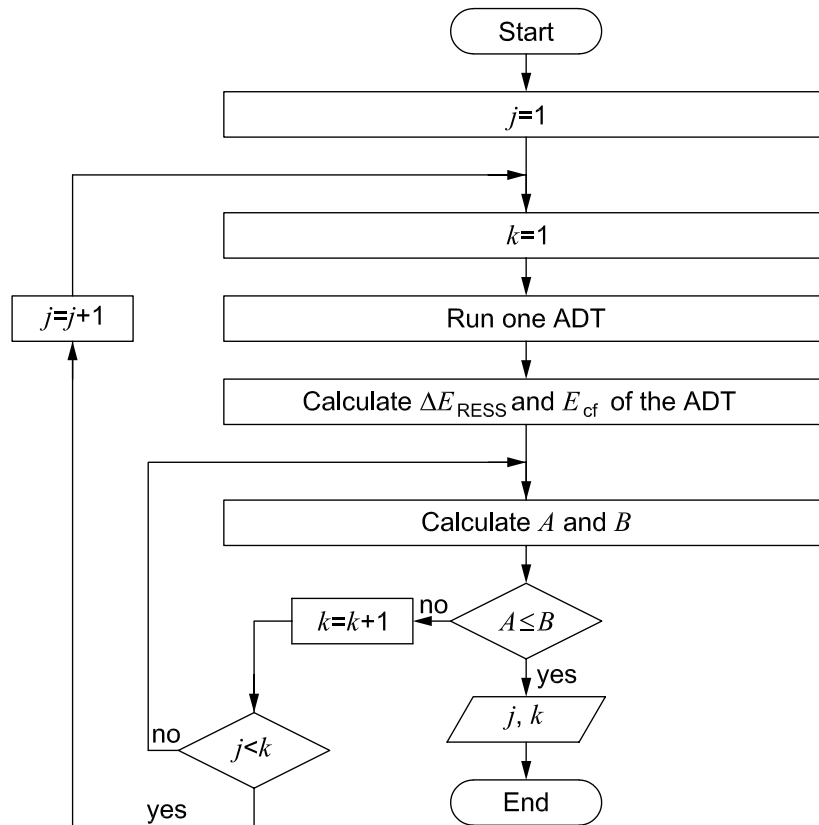 Start
j=1
k=1
j=j+1
Run one ADT
Calculate ΔE_RESS and E_cf of the ADT
Calculate A and B
k=k+1
no
A≤B
yes
j, k
no
j<k
yes
End